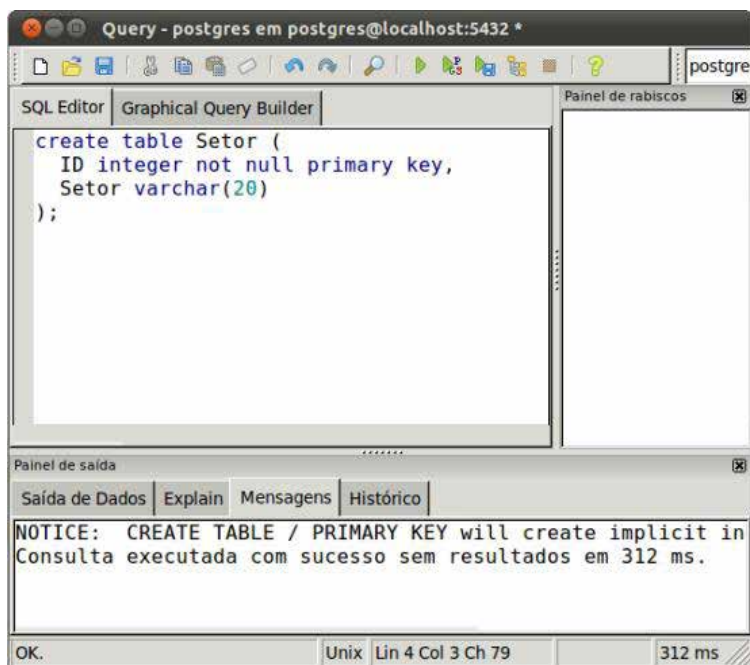 Query - postgres em postgres@localhost:5432 *
postgre
SQL Editor Graphical Query Builder
Painel de rabiscos
create table Setor (
ID integer not null primary key,
Setor varchar(20)
);
Painel de saída
Saída de Dados Explain Mensagens Histórico
NOTICE: CREATE TABLE / PRIMARY KEY will create implicit in
Consulta executada com sucesso sem resultados em 312 ms.
OK. Unix Lin 4 Col 3 Ch 79 312 ms